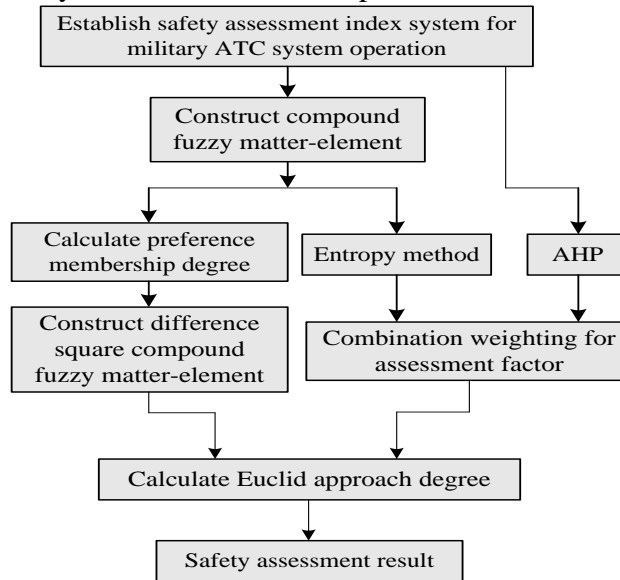 Establish safety assessment index system for
military ATC system operation
Construct compound
fuzzy matter-element
Calculate preference
membership degree
Entropy method
AHP
Construct difference
square compound
fuzzy matter-element
Combination weighting for
assessment factor
Calculate Euclid approach degree
Safety assessment result